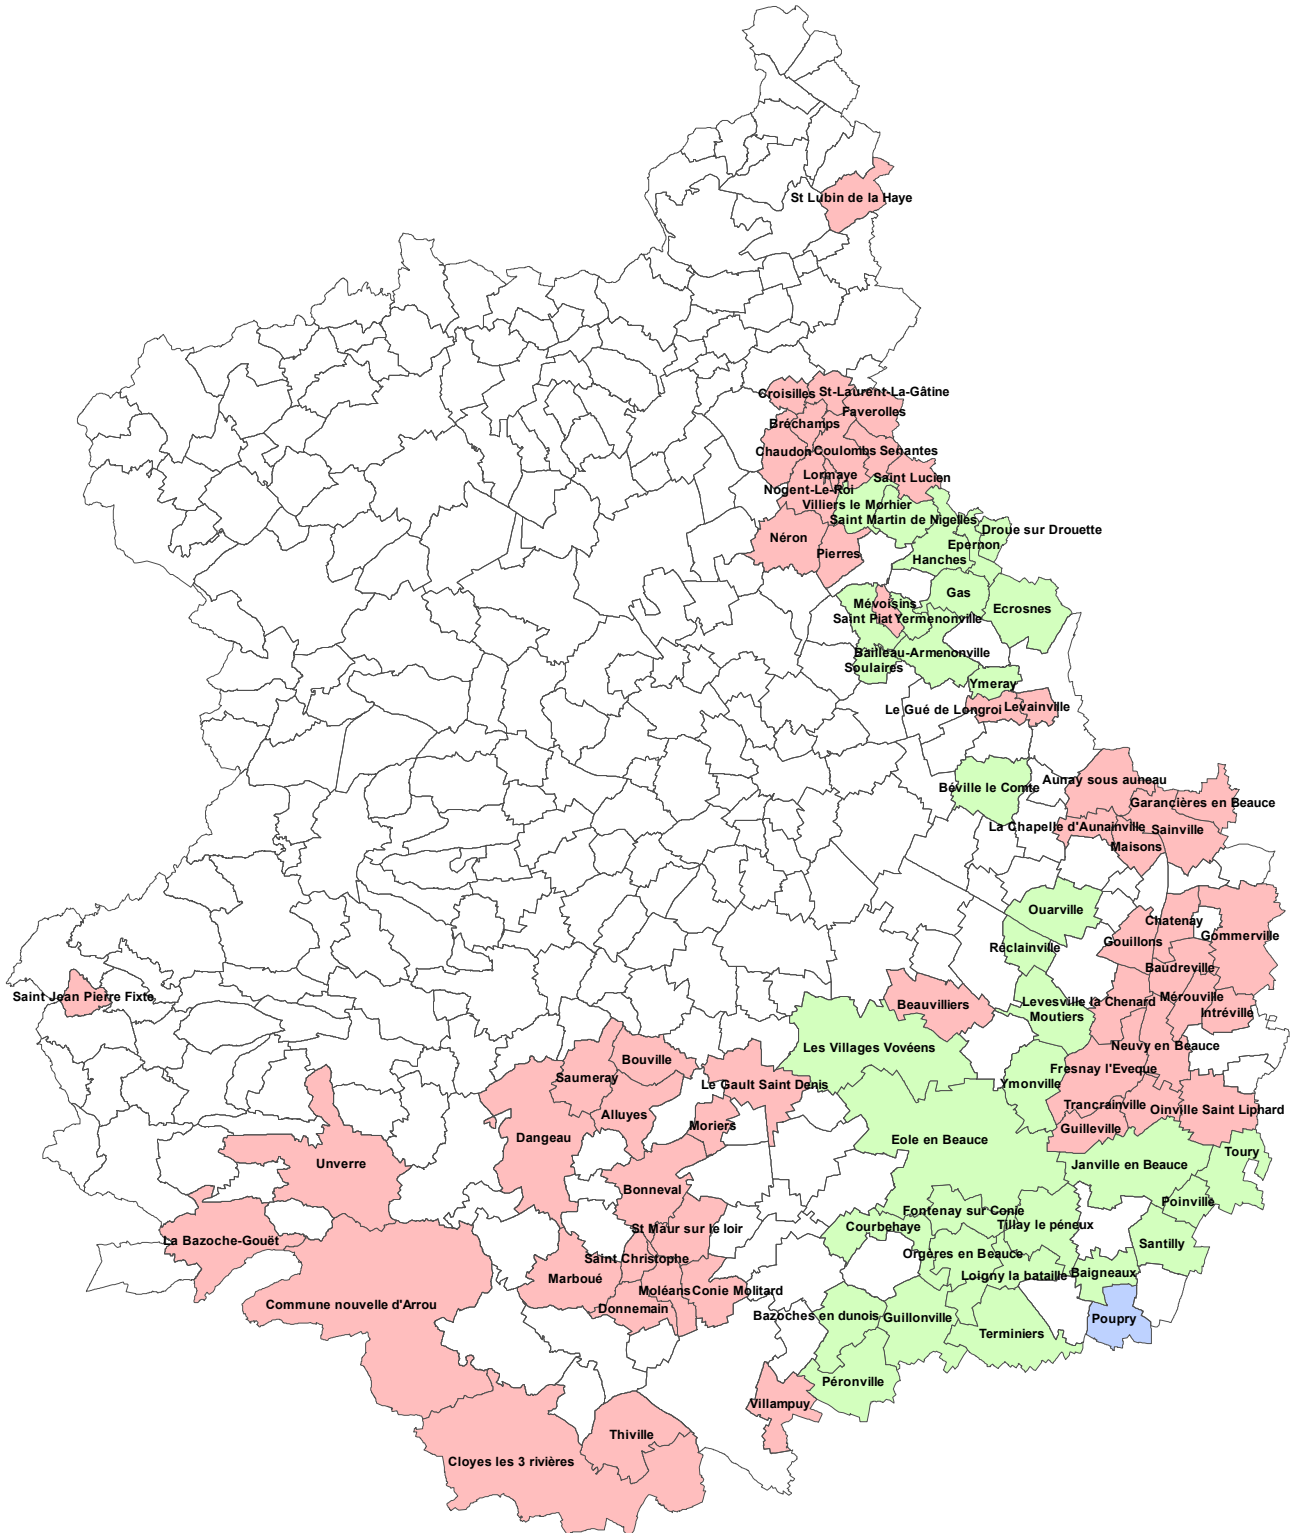 St Lubin de la Haye
Croisilles
St-Laurent-La-Gâtine
Faverolles
Bréchamps
Chaudon
Coulombs
Senantes
Lormaye
Saint Lucien
Nogent-Le-Roi
Villiers le Morhier
Saint Martin de Nigelles
Droue sur Drouette
Néron
Epernon
Pierres
Hanches
Gas
Mévoisins
Ecrosnes
Saint Piat
Yermenonville
Bailleau-Armenonville
Soulaires
Ymeray
Le Gué de Longroi
Levainville
Aunay sous auneau
Béville le Comte
Garancières en Beauce
La Chapelle d'Aunainville
Sainville
Maisons
Ouarville
Chatenay
Gommerville
Gouillons
Réclainville
Baudreville
Saint Jean Pierre Fixte
Mérouville
Levesville la Chenard
Beauvilliers
Intréville
Moutiers
Les Villages Vovéens
Neuvy en Beauce
Bouville
Fresnay l'Eveque
Saumeray
Le Gault Saint Denis
Ymonville
Trancrainville
Oinville Saint Liphard
Alluyes
Moriers
Guilleville
Dangeau
Eole en Beauce
Toury
Unverre
Janville en Beauce
Bonneval
Poinville
Fontenay sur Conie
Tillay le péneux
Courbehaye
St Maur sur le loir
La Bazoche-Gouët
Santilly
Orgères en Beauce
Saint Christophe
Baigneaux
Loigny la bataille
Marboué
Moléans
Conie Molitard
Commune nouvelle d'Arrou
Donnemain
Bazoches en dunois
Guillonville
Poupry
Terminiers
Péronville
Villampuy
Thiville
Cloyes les 3 rivières